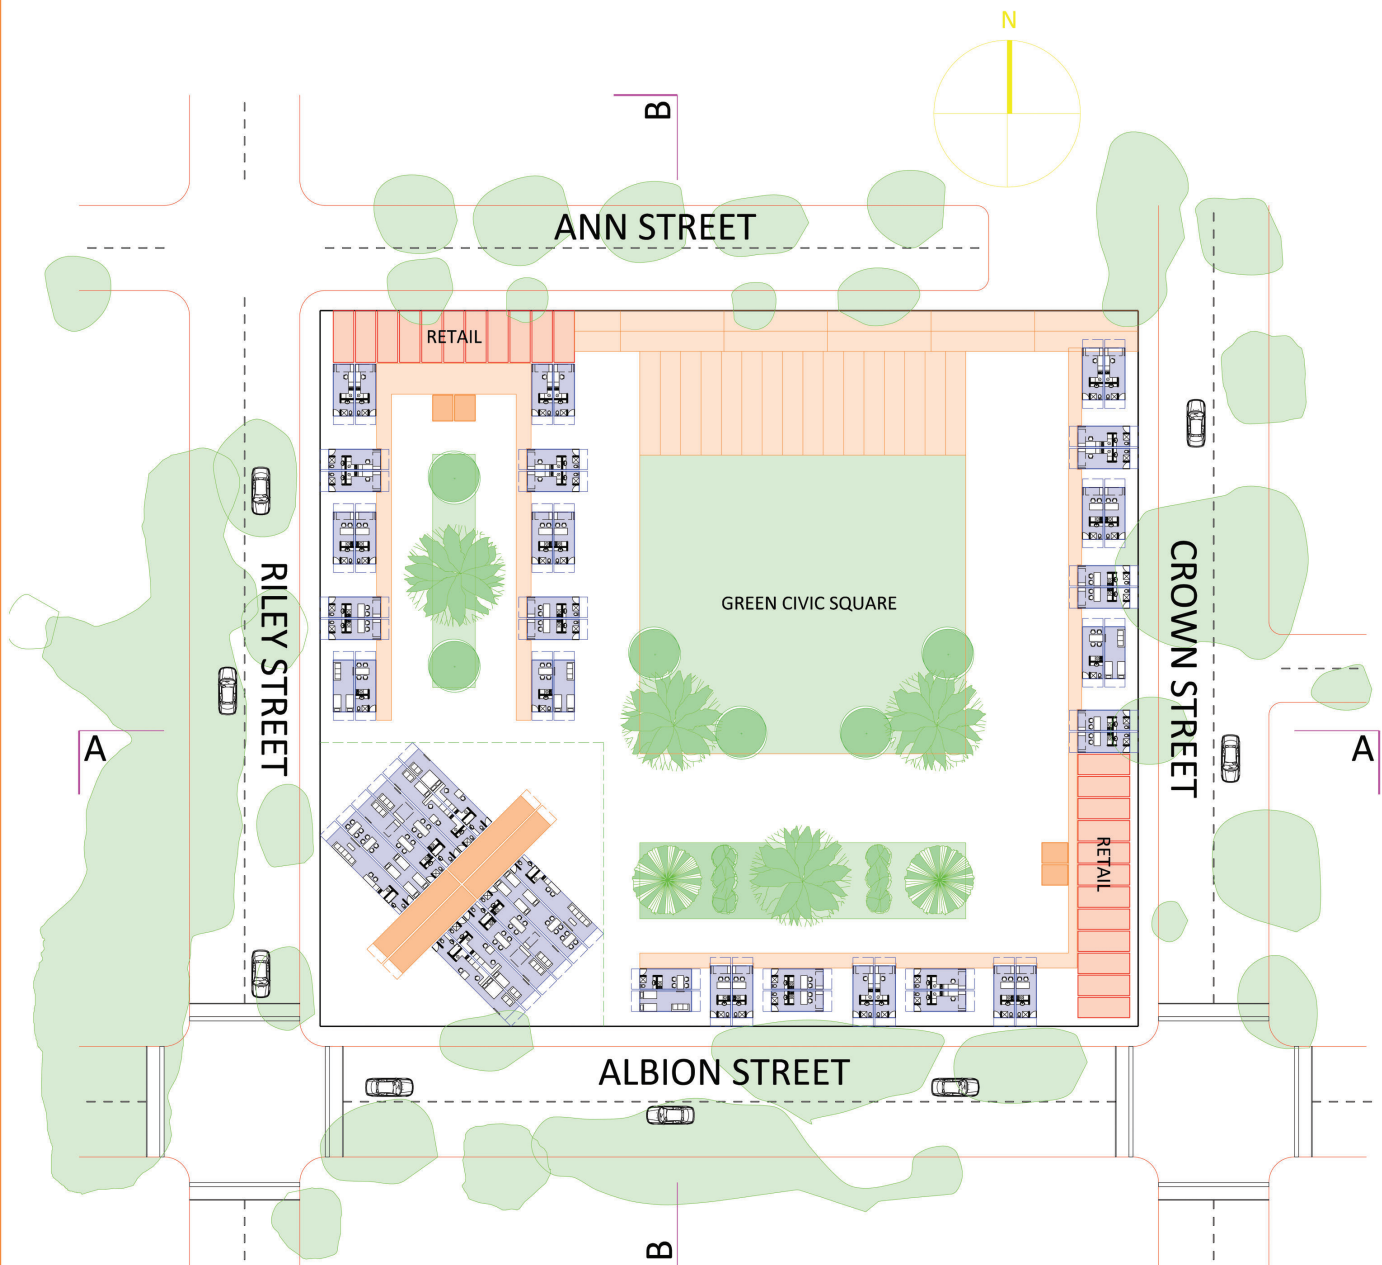 N
B
ANN STREET
RETAIL
RILEY STREET
GREEN CIVIC SQUARE
CROWN STREET
A
A
RETAIL
ALBION STREET
B